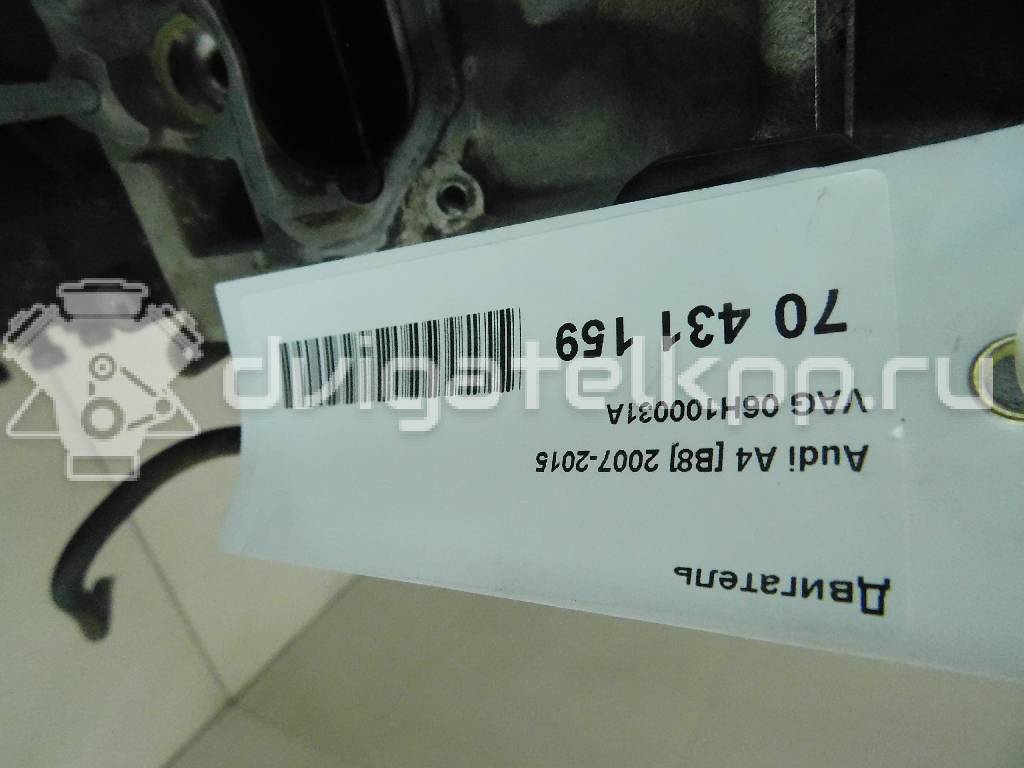 Двигатель
Audi A4 [B8] 2007-2015
VAG 06H100031A
70 431 159
dvigatelkpp.ru